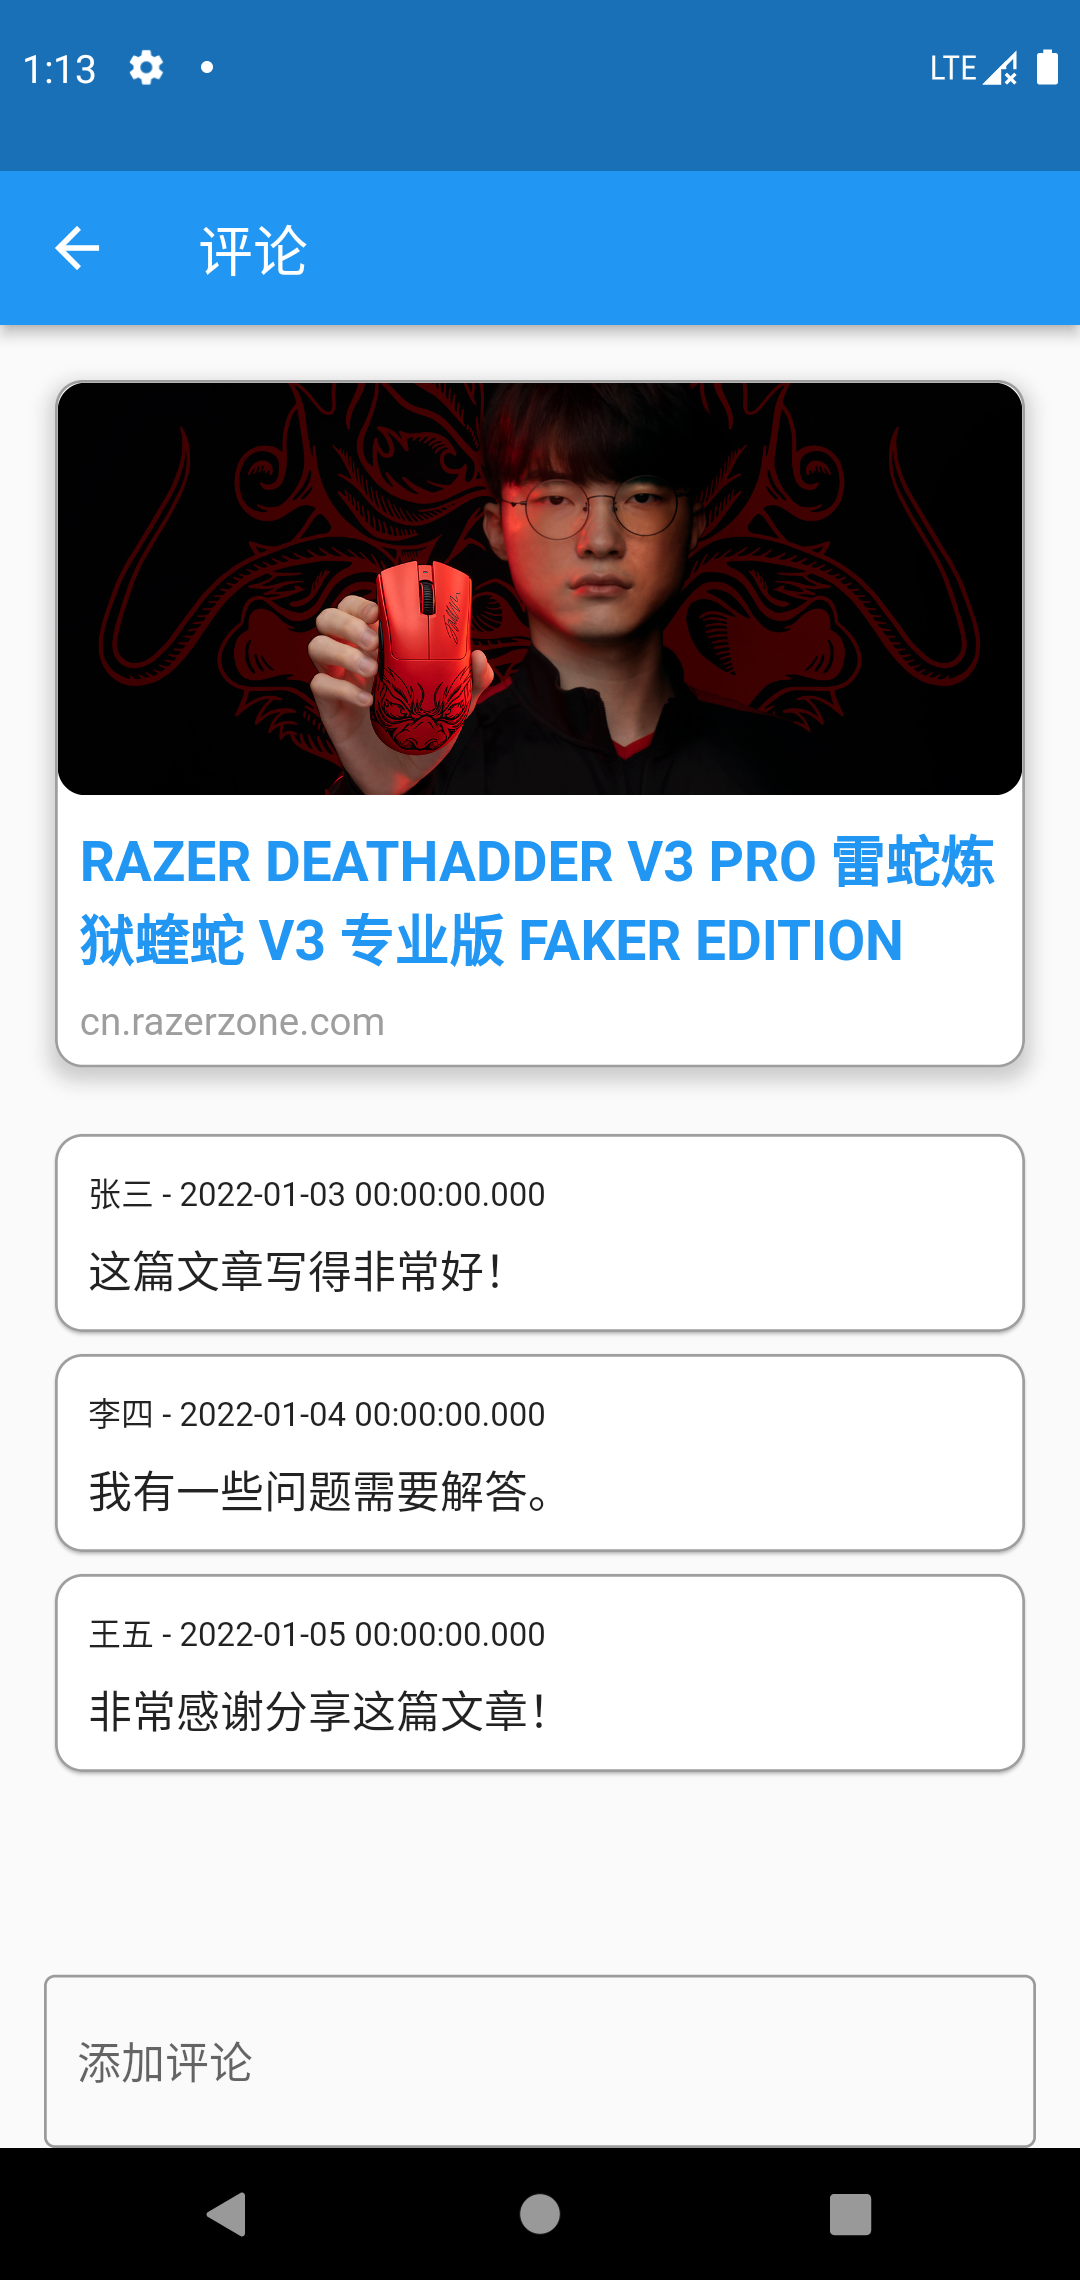 1:13
LTE
评论
RAZER DEATHADDER V3 PRO 雷蛇炼
狱蝰蛇 V3 专业版 FAKER EDITION
cn.razerzone.com
张三 - 2022-01-03 00:00:00.000
这篇文章写得非常好！
李四 - 2022-01-04 00:00:00.000
我有一些问题需要解答。
王五 - 2022-01-05 00:00:00.000
非常感谢分享这篇文章！
添加评论